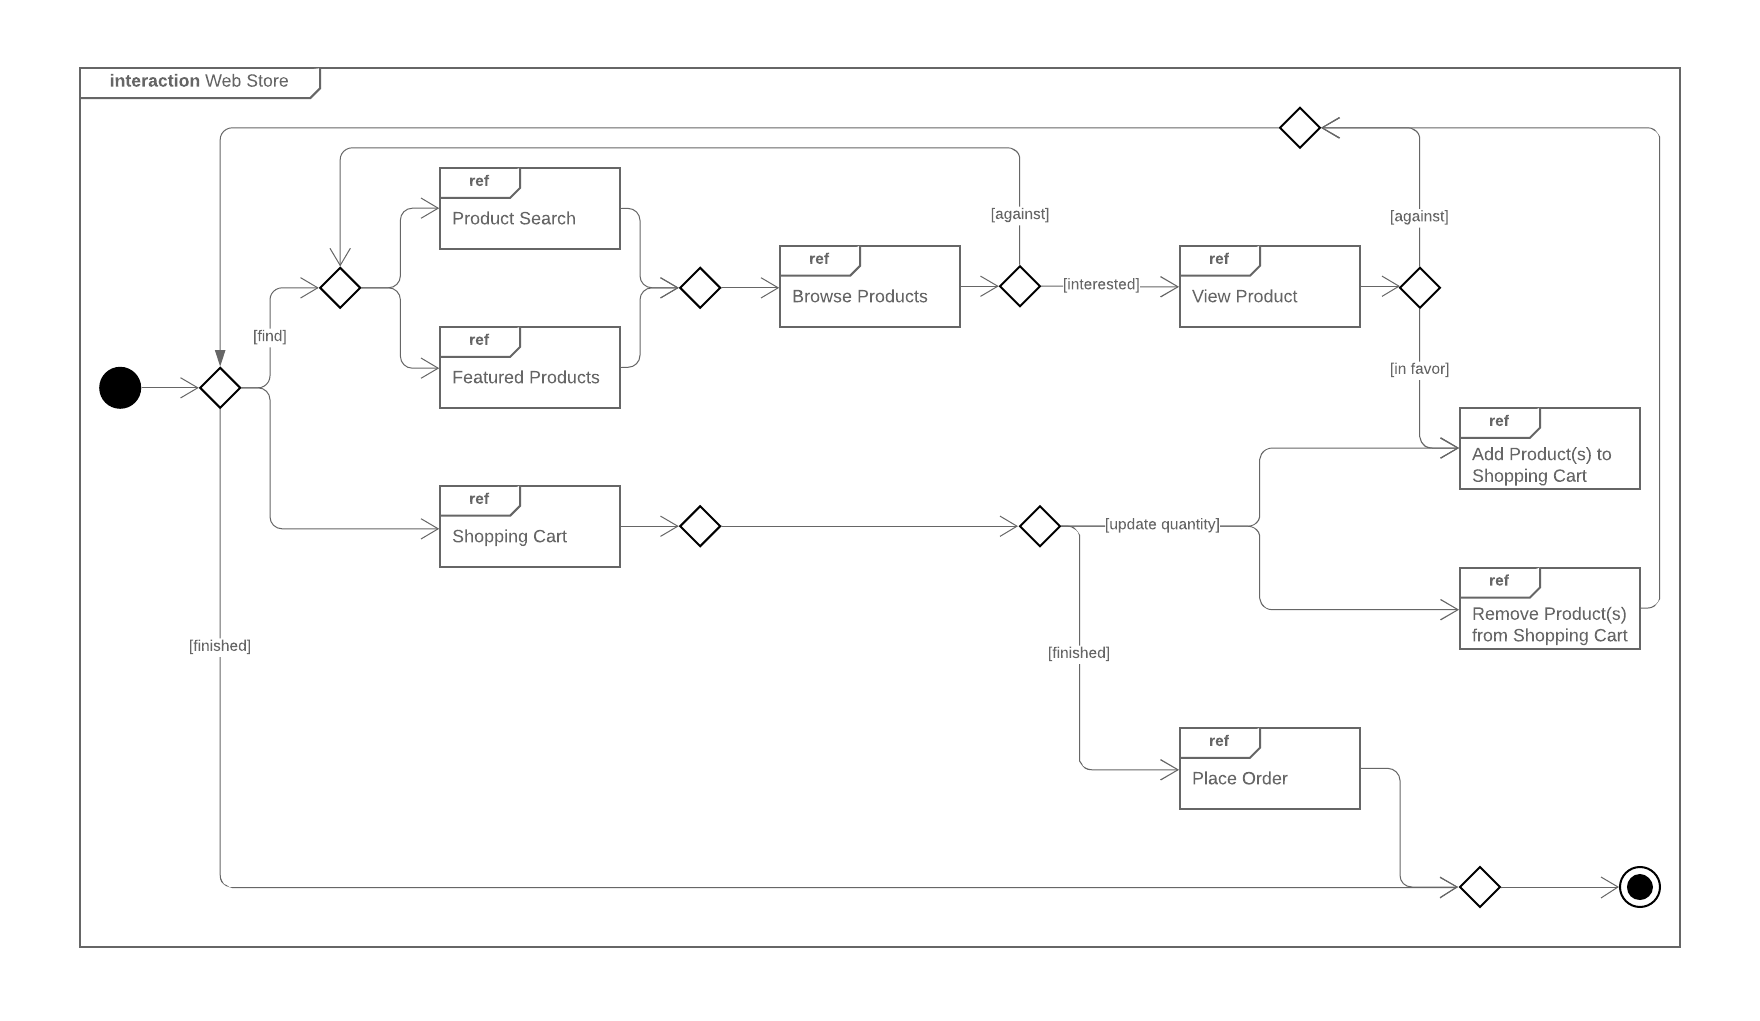 interaction Web Store
ref
Product Search
[against]
[against]
ref
Browse Products
[interested]
ref
View Product
[find]
ref
Featured Products
[in favor]
ref
Add Product(s) to
Shopping Cart
ref
Shopping Cart
[update quantity]
ref
Remove Product(s)
from Shopping Cart
[finished]
[finished]
ref
Place Order